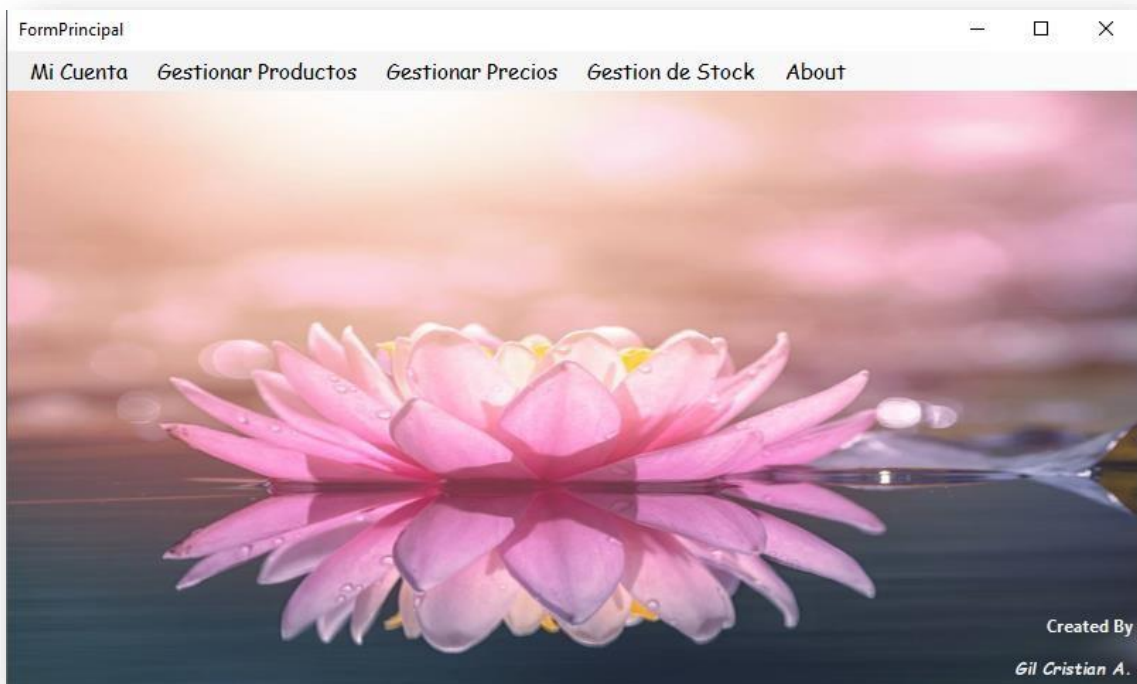 FormPrincipal
Mi Cuenta Gestionar Productos Gestionar Precios Gestion de Stock About
Created By
Gil Cristian A.